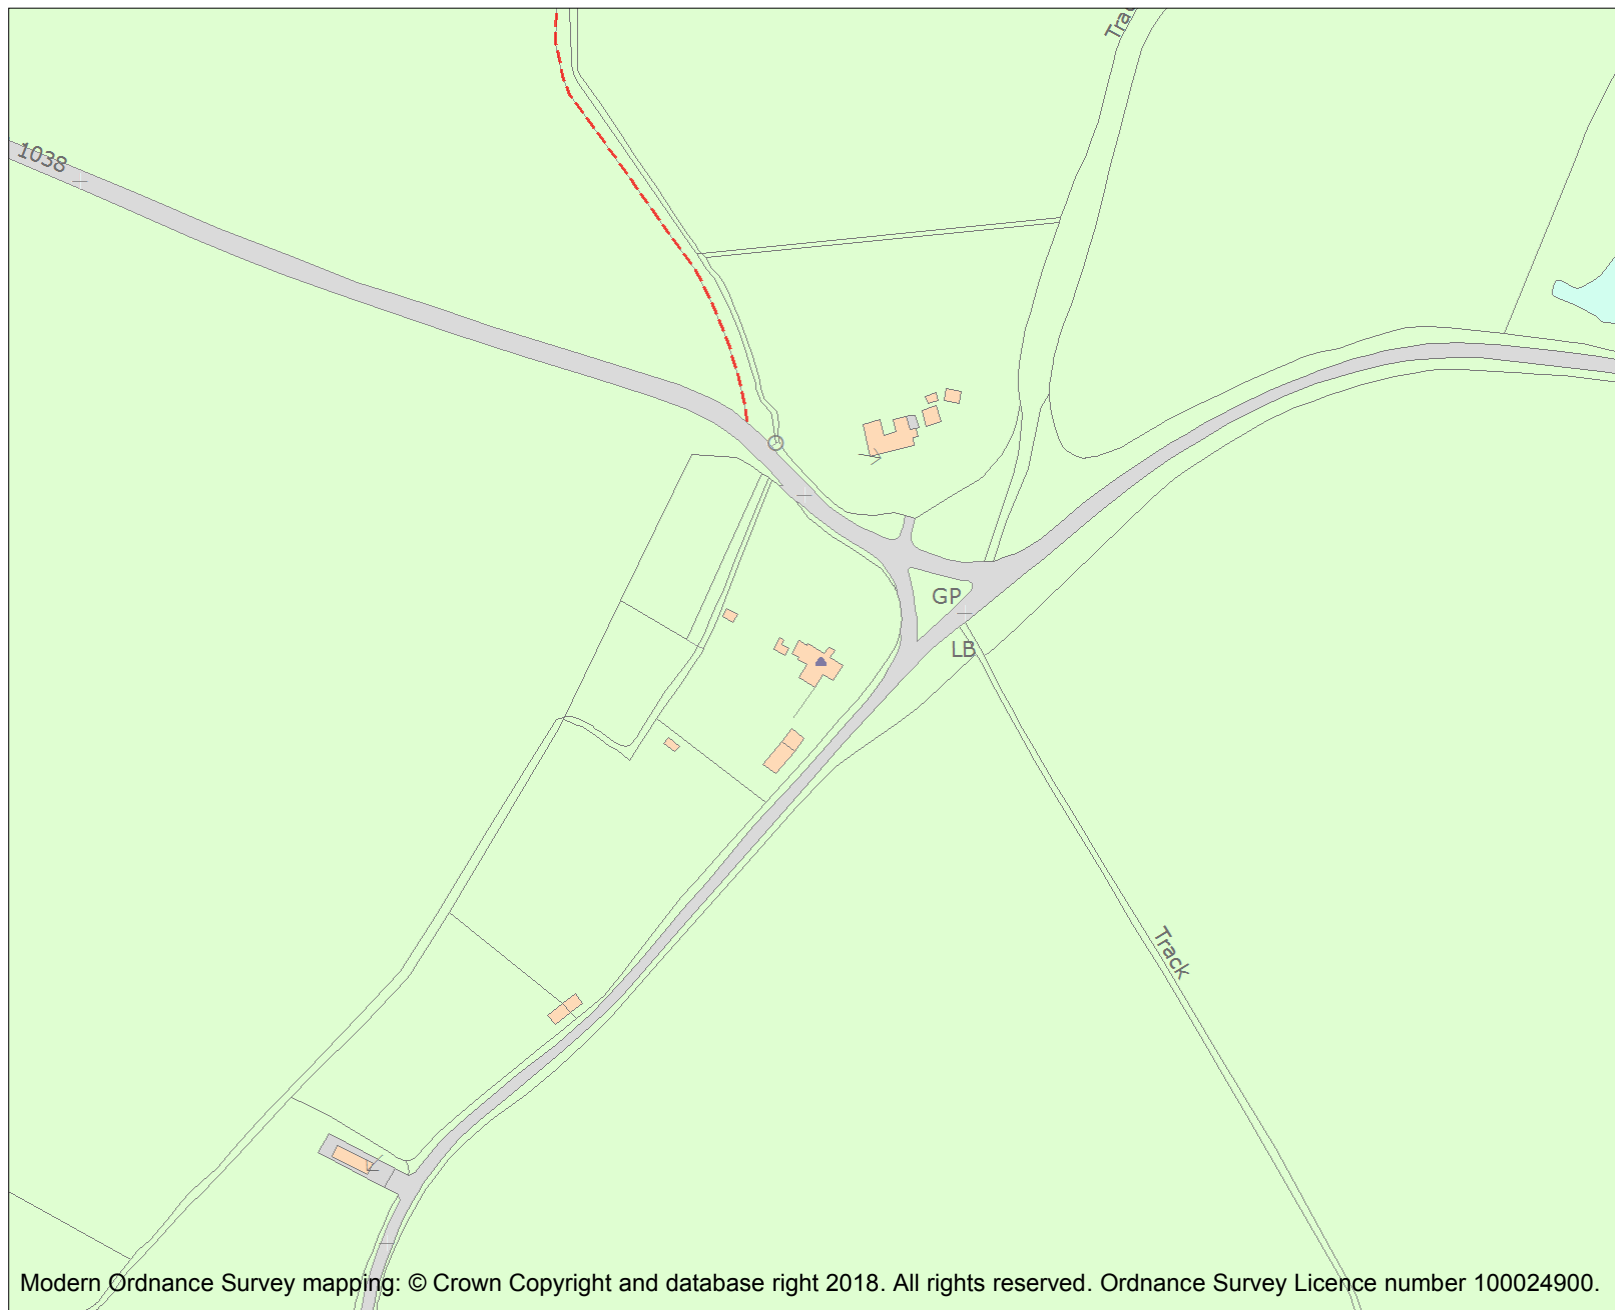 Trac
1038
GP
LB
Track
Modern Ordnance Survey mapping: © Crown Copyright and database right 2018. All rights reserved. Ordnance Survey Licence number 100024900.